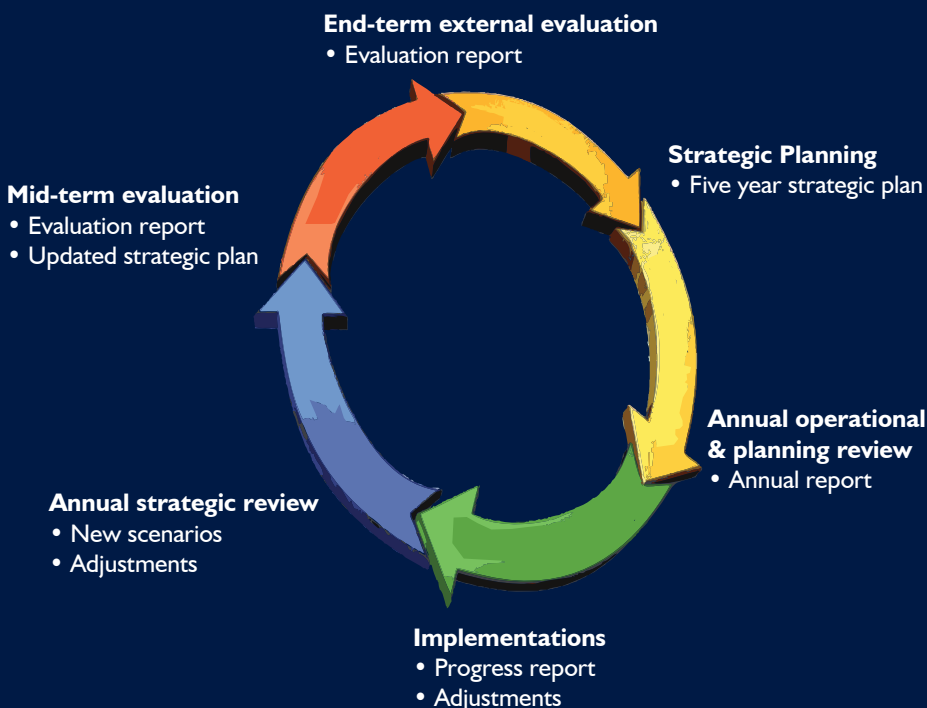 End-term external evaluation
• Evaluation report
Strategic Planning
• Five year strategic plan
Annual operational
& planning review
• Annual report
Implementations
• Progress report
• Adjustments
Annual strategic review
• New scenarios
• Adjustments
Mid-term evaluation
• Evaluation report
• Updated strategic plan